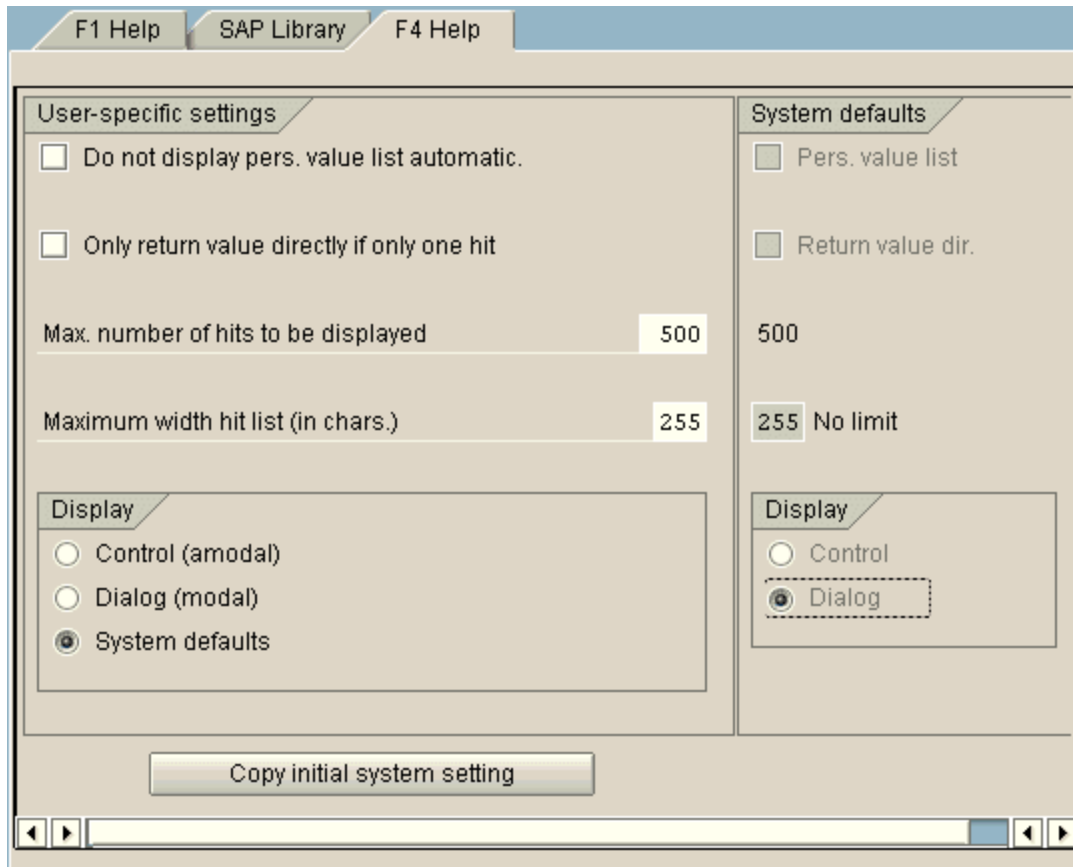 F1 Help SAP Library F4 Help
User-specific settings System defaults
Do not display pers. value list automatic. Pers. value list
Only return value directly if only one hit Return value dir.
Max. number of hits to be displayed 500 500
Maximum width hit list (in chars.) 255 255 No limit
Display Display
Control (amodal) Control
Dialog (modal) Dialog
System defaults
Copy initial system setting